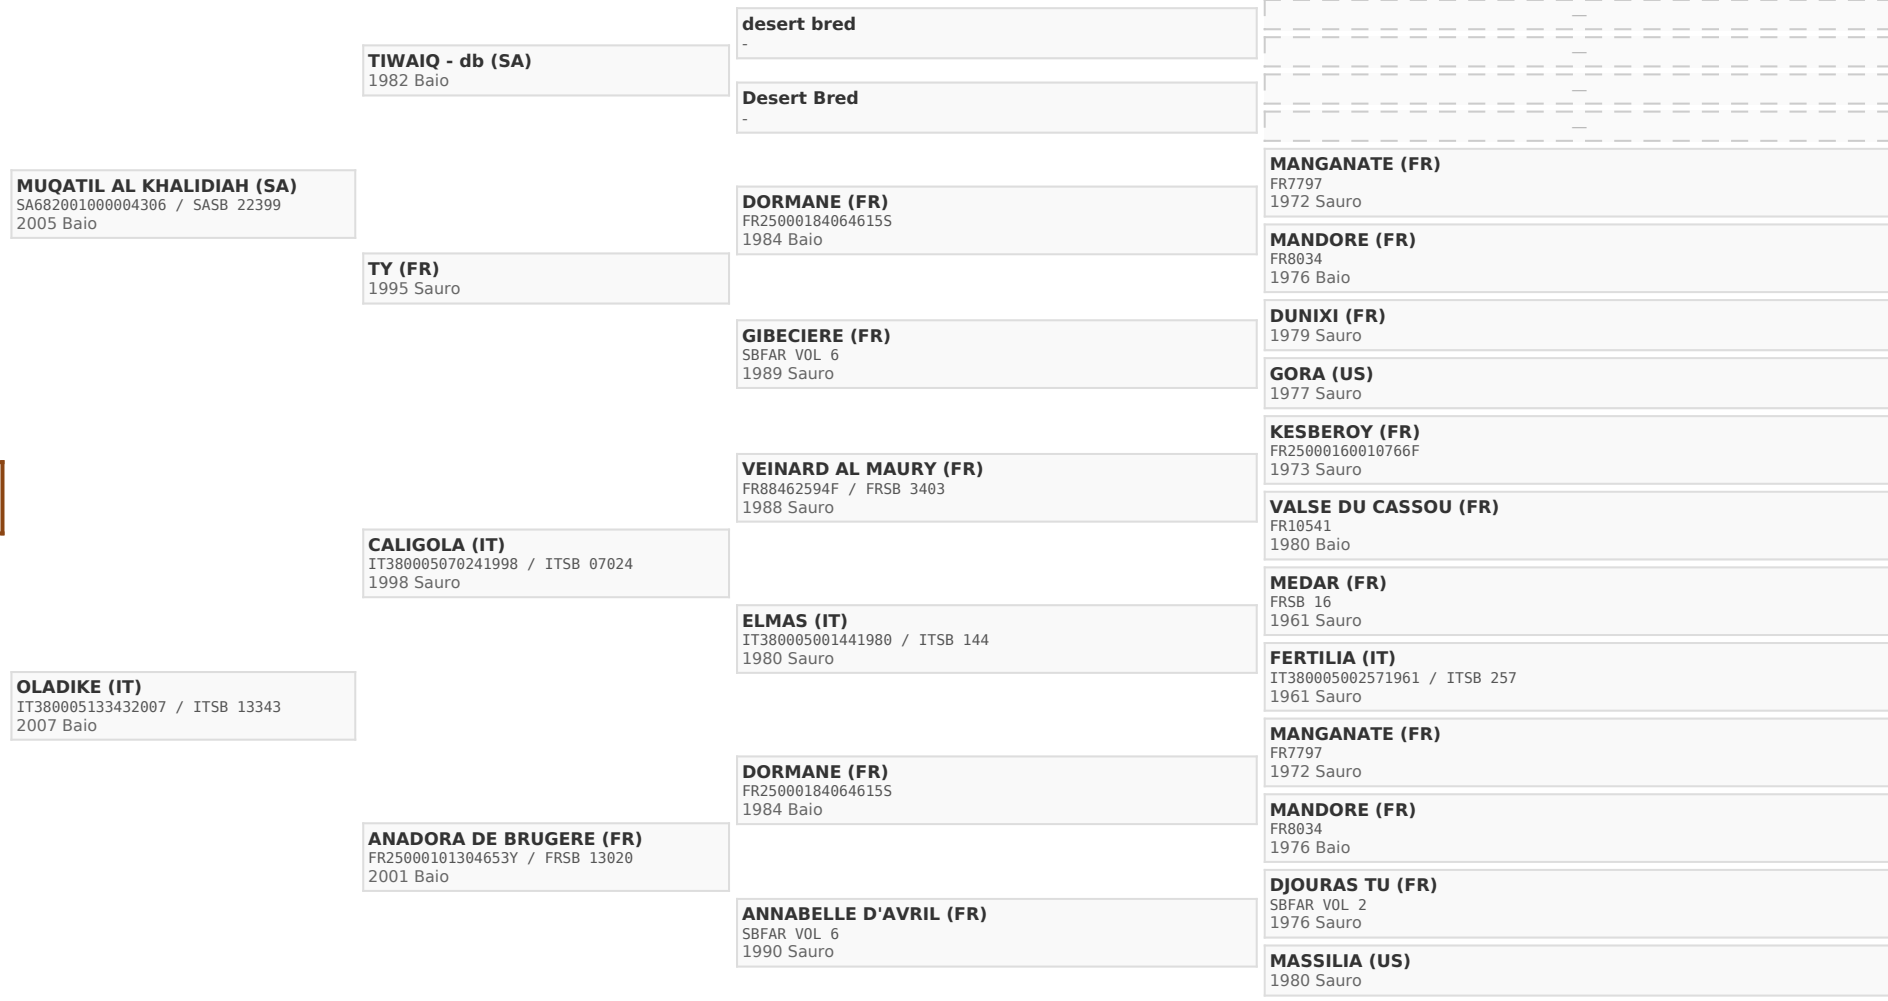 MUQATIL AL KHALIDIAH (SA)
SA682001000004306 / SASB 22399
2005 Baio
OLADIKE (IT)
IT380005133432007 / ITSB 13343
2007 Baio
TIWAIQ - db (SA)
1982 Baio
TY (FR)
1995 Sauro
CALIGOLA (IT)
IT380005070241998 / ITSB 07024
1998 Sauro
ANADORA DE BRUGERE (FR)
FR25000101304653Y / FRSB 13020
2001 Baio
desert bred
-
Desert Bred
-
DORMANE (FR)
FR25000184064615S
1984 Baio
GIBECIERE (FR)
SBFAR VOL 6
1989 Sauro
VEINARD AL MAURY (FR)
FR88462594F / FRSB 3403
1988 Sauro
ELMAS (IT)
IT380005001441980 / ITSB 144
1980 Sauro
DORMANE (FR)
FR25000184064615S
1984 Baio
ANNABELLE D'AVRIL (FR)
SBFAR VOL 6
1990 Sauro
—
—
—
—
MANGANATE (FR)
FR7797
1972 Sauro
MANDORE (FR)
FR8034
1976 Baio
DUNIXI (FR)
1979 Sauro
GORA (US)
1977 Sauro
KESBEROY (FR)
FR25000160010766F
1973 Sauro
VALSE DU CASSOU (FR)
FR10541
1980 Baio
MEDAR (FR)
FRSB 16
1961 Sauro
FERTILIA (IT)
IT380005002571961 / ITSB 257
1961 Sauro
MANGANATE (FR)
FR7797
1972 Sauro
MANDORE (FR)
FR8034
1976 Baio
DJOURAS TU (FR)
SBFAR VOL 2
1976 Sauro
MASSILIA (US)
1980 Sauro